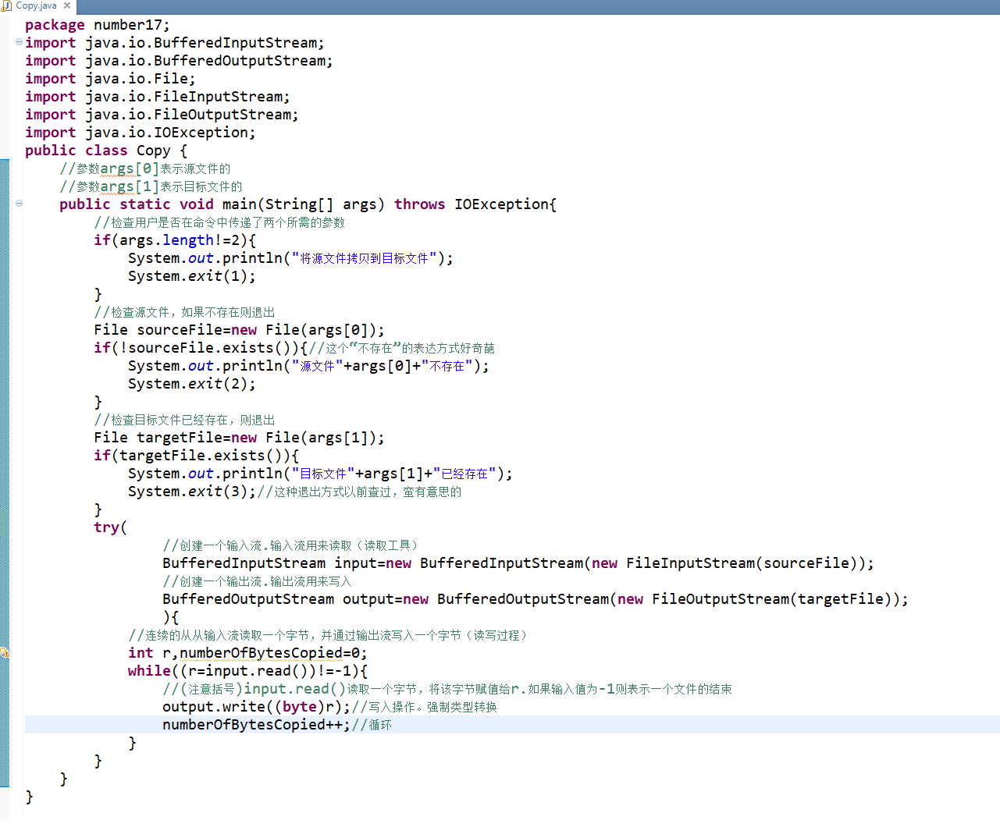 Copy.java
package number17;
import java.io.BufferedInputStream;
import java.io.BufferedOutputStream;
import java.io.File;
import java.io.FileInputStream;
import java.io.FileOutputStream;
import java.io.IOException;
public class Copy {
    //参数args[0]表示源文件的
    //参数args[1]表示目标文件的
    public static void main(String[] args) throws IOException{
        //检查用户是否在命令中传递了两个所需的参数
        if(args.length!=2){
            System.out.println("将源文件拷贝到目标文件");
            System.exit(1);
        }
        //检查源文件，如果不存在则退出
        File sourceFile=new File(args[0]);
        if(!sourceFile.exists()){//这个“不存在”的表达方式好奇葩
            System.out.println("源文件"+args[0]+"不存在");
            System.exit(2);
        }
        //检查目标文件已经存在，则退出
        File targetFile=new File(args[1]);
        if(targetFile.exists()){
            System.out.println("目标文件"+args[1]+"已经存在");
            System.exit(3);//这种退出方式以前查过，蛮有意思的
        }
        try(
                //创建一个输入流.输入流用来读取（读取工具）
                BufferedInputStream input=new BufferedInputStream(new FileInputStream(sourceFile));
                //创建一个输出流.输出流用来写入
                BufferedOutputStream output=new BufferedOutputStream(new FileOutputStream(targetFile));
                ){
            //连续的从从输入流读取一个字节，并通过输出流写入一个字节（读写过程）
            int r,numberOfBytesCopied=0;
            while((r=input.read())!=-1){
                //(注意括号)input.read()读取一个字节，将该字节赋值给r.如果输入值为-1则表示一个文件的结束
                output.write((byte)r);//写入操作。强制类型转换
                numberOfBytesCopied++;//循环
            }
        }
    }
}